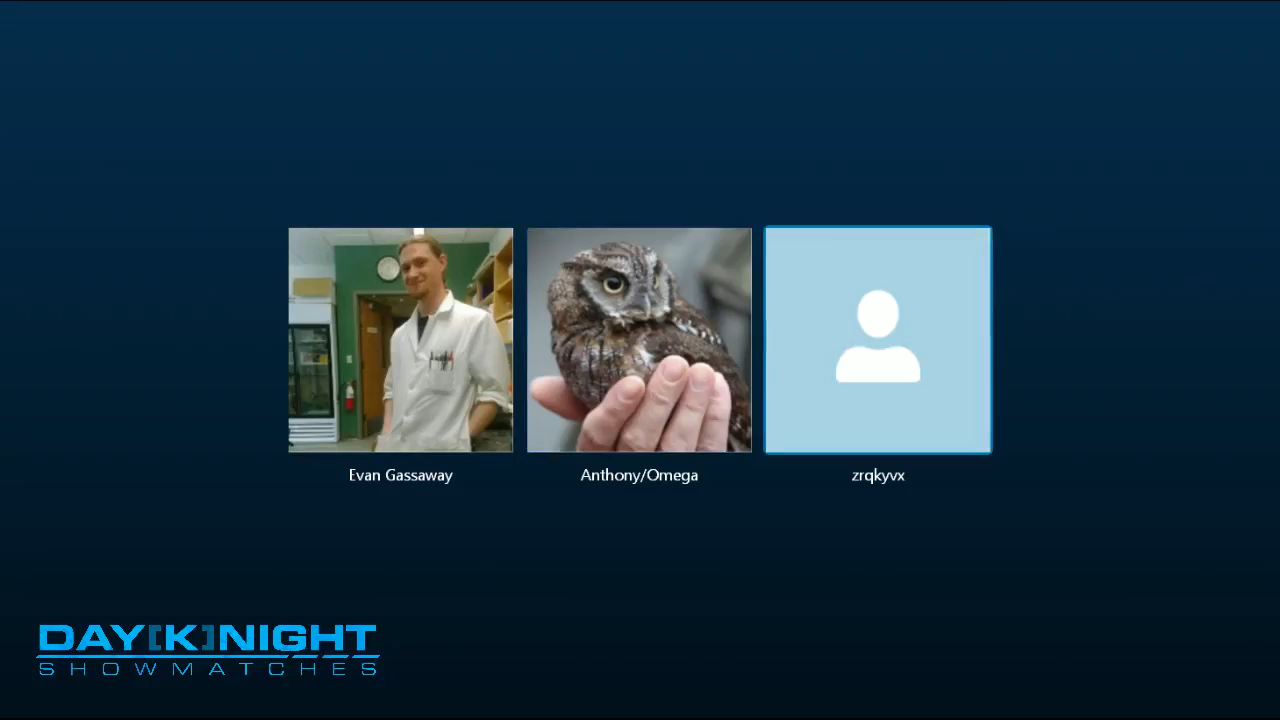 Evan Gassaway
Anthony/Omega
zrqkyvx
DAY[K]NIGHT
SHOWMATCHES